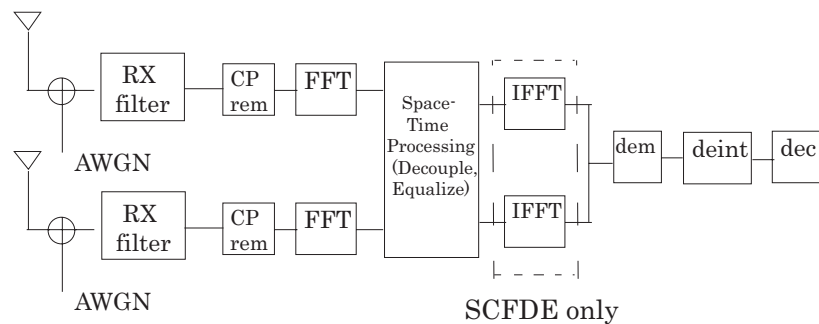 RX
filter
CP
rem
FFT
AWGN
Space-
Time
Processing
(Decouple,
Equalize)
IFFT
dem
deint
dec
RX
filter
CP
rem
FFT
IFFT
AWGN
SCFDE only